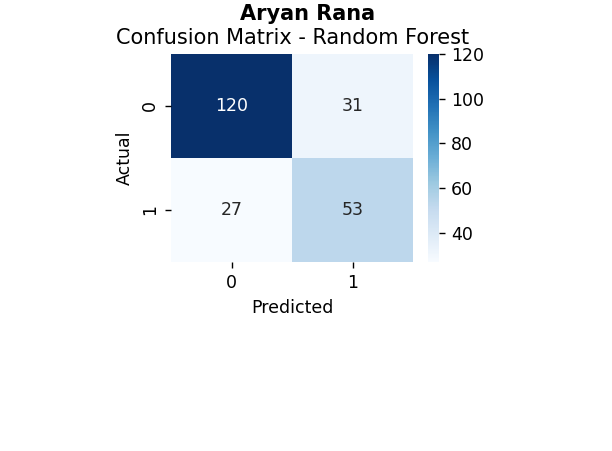 Aryan Rana
Confusion Matrix - Random Forest
Actual
0
1
120 31
27 53
0 1
Predicted
120
100
80
60
40